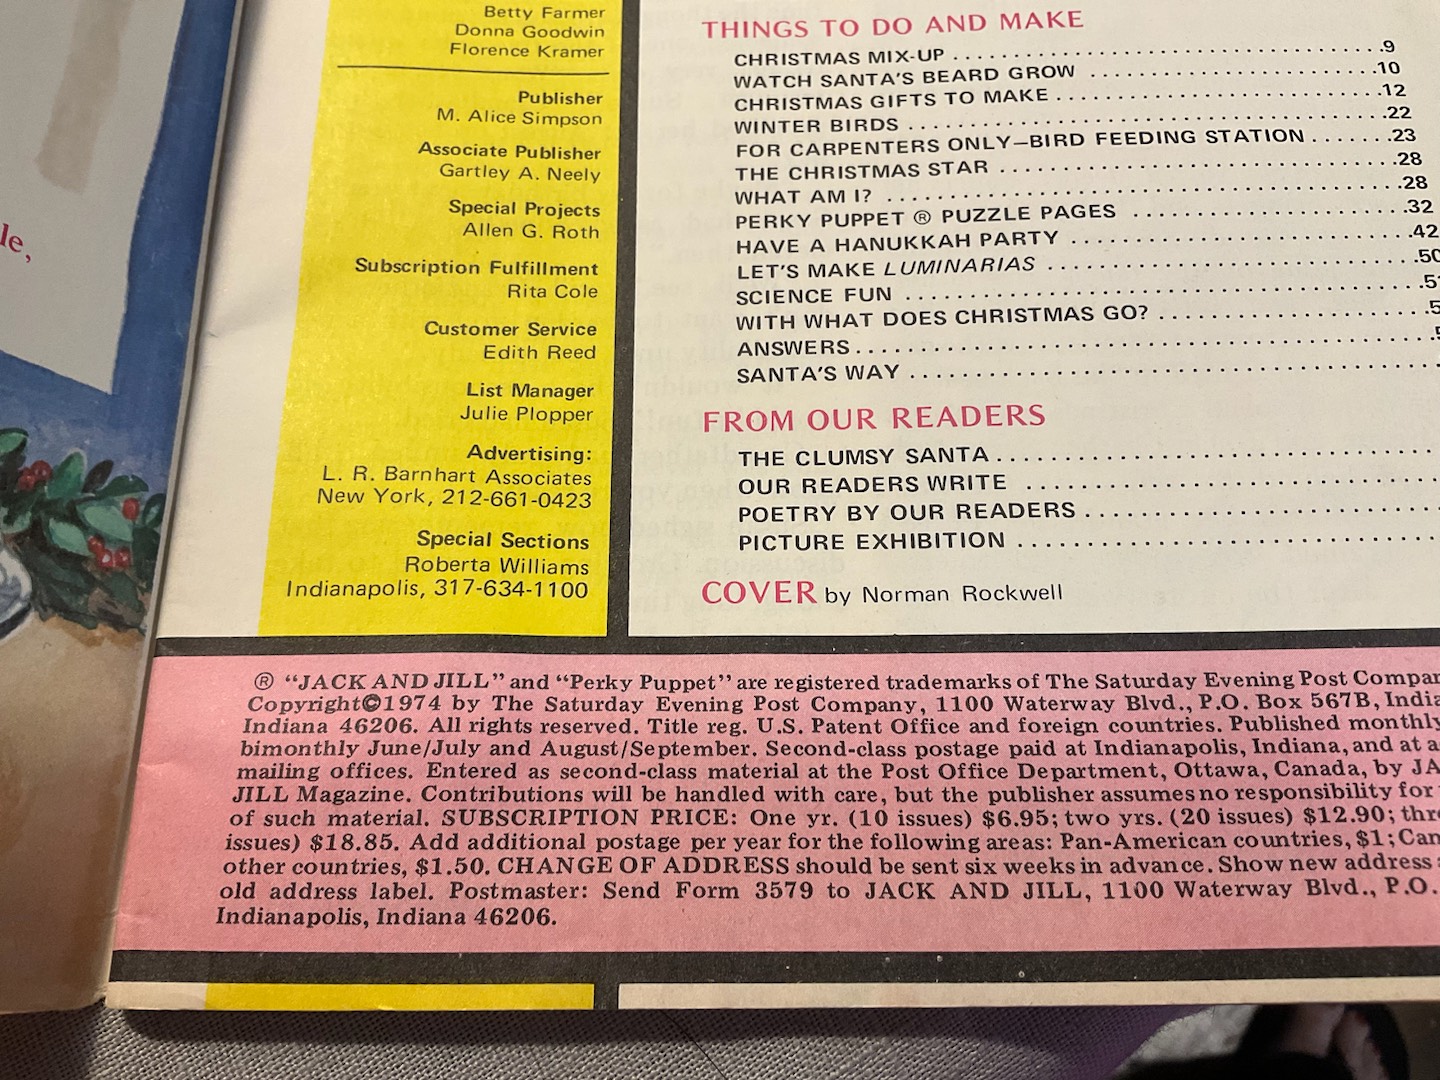 le,
Betty Farmer
Donna Goodwin
Florence Kramer
Publisher
M. Alice Simpson
Associate Publisher
Gartley A. Neely
Special Projects
Allen G. Roth
Subscription Fulfillment
Rita Cole
Customer Service
Edith Reed
List Manager
Julie Plopper
Advertising:
L. R. Barnhart Associates
New York, 212-661-0423
Special Sections
Roberta Williams
Indianapolis, 317-634-1100
THINGS TO DO AND MAKE
CHRISTMAS MIX-UP ........................................9
WATCH SANTA'S BEARD GROW ..........................10
CHRISTMAS GIFTS TO MAKE ..............................12
WINTER BIRDS ............................................22
FOR CARPENTERS ONLY—BIRD FEEDING STATION .......23
THE CHRISTMAS STAR ....................................28
WHAT AM I? ..............................................28
PERKY PUPPET ® PUZZLE PAGES .........................32
HAVE A HANUKKAH PARTY ...............................42
LET'S MAKE LUMINARIAS .................................50
SCIENCE FUN .............................................5
WITH WHAT DOES CHRISTMAS GO? .......................5
ANSWERS .................................................5
SANTA'S WAY .............................................
FROM OUR READERS
THE CLUMSY SANTA .......................................
OUR READERS WRITE .....................................
POETRY BY OUR READERS ................................
PICTURE EXHIBITION .....................................
COVER by Norman Rockwell
® "JACK AND JILL" and "Perky Puppet" are registered trademarks of The Saturday Evening Post Compan
Copyright©1974 by The Saturday Evening Post Company, 1100 Waterway Blvd., P.O. Box 567B, India
Indiana 46206. All rights reserved. Title reg. U.S. Patent Office and foreign countries. Published monthly
bimonthly June/July and August/September. Second-class postage paid at Indianapolis, Indiana, and at a
mailing offices. Entered as second-class material at the Post Office Department, Ottawa, Canada, by JA
JILL Magazine. Contributions will be handled with care, but the publisher assumes no responsibility for
of such material. SUBSCRIPTION PRICE: One yr. (10 issues) $6.95; two yrs. (20 issues) $12.90; thre
issues) $18.85. Add additional postage per year for the following areas: Pan-American countries, $1; Can
other countries, $1.50. CHANGE OF ADDRESS should be sent six weeks in advance. Show new address
old address label. Postmaster: Send Form 3579 to JACK AND JILL, 1100 Waterway Blvd., P.O.
Indianapolis, Indiana 46206.